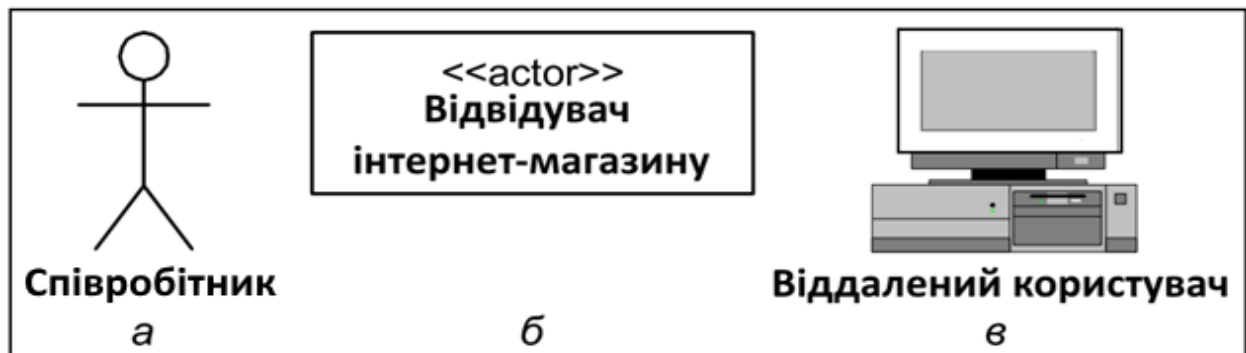 <<actor>>
Відвідувач
інтернет-магазину
Співробітник
Віддалений користувач
а
б
в